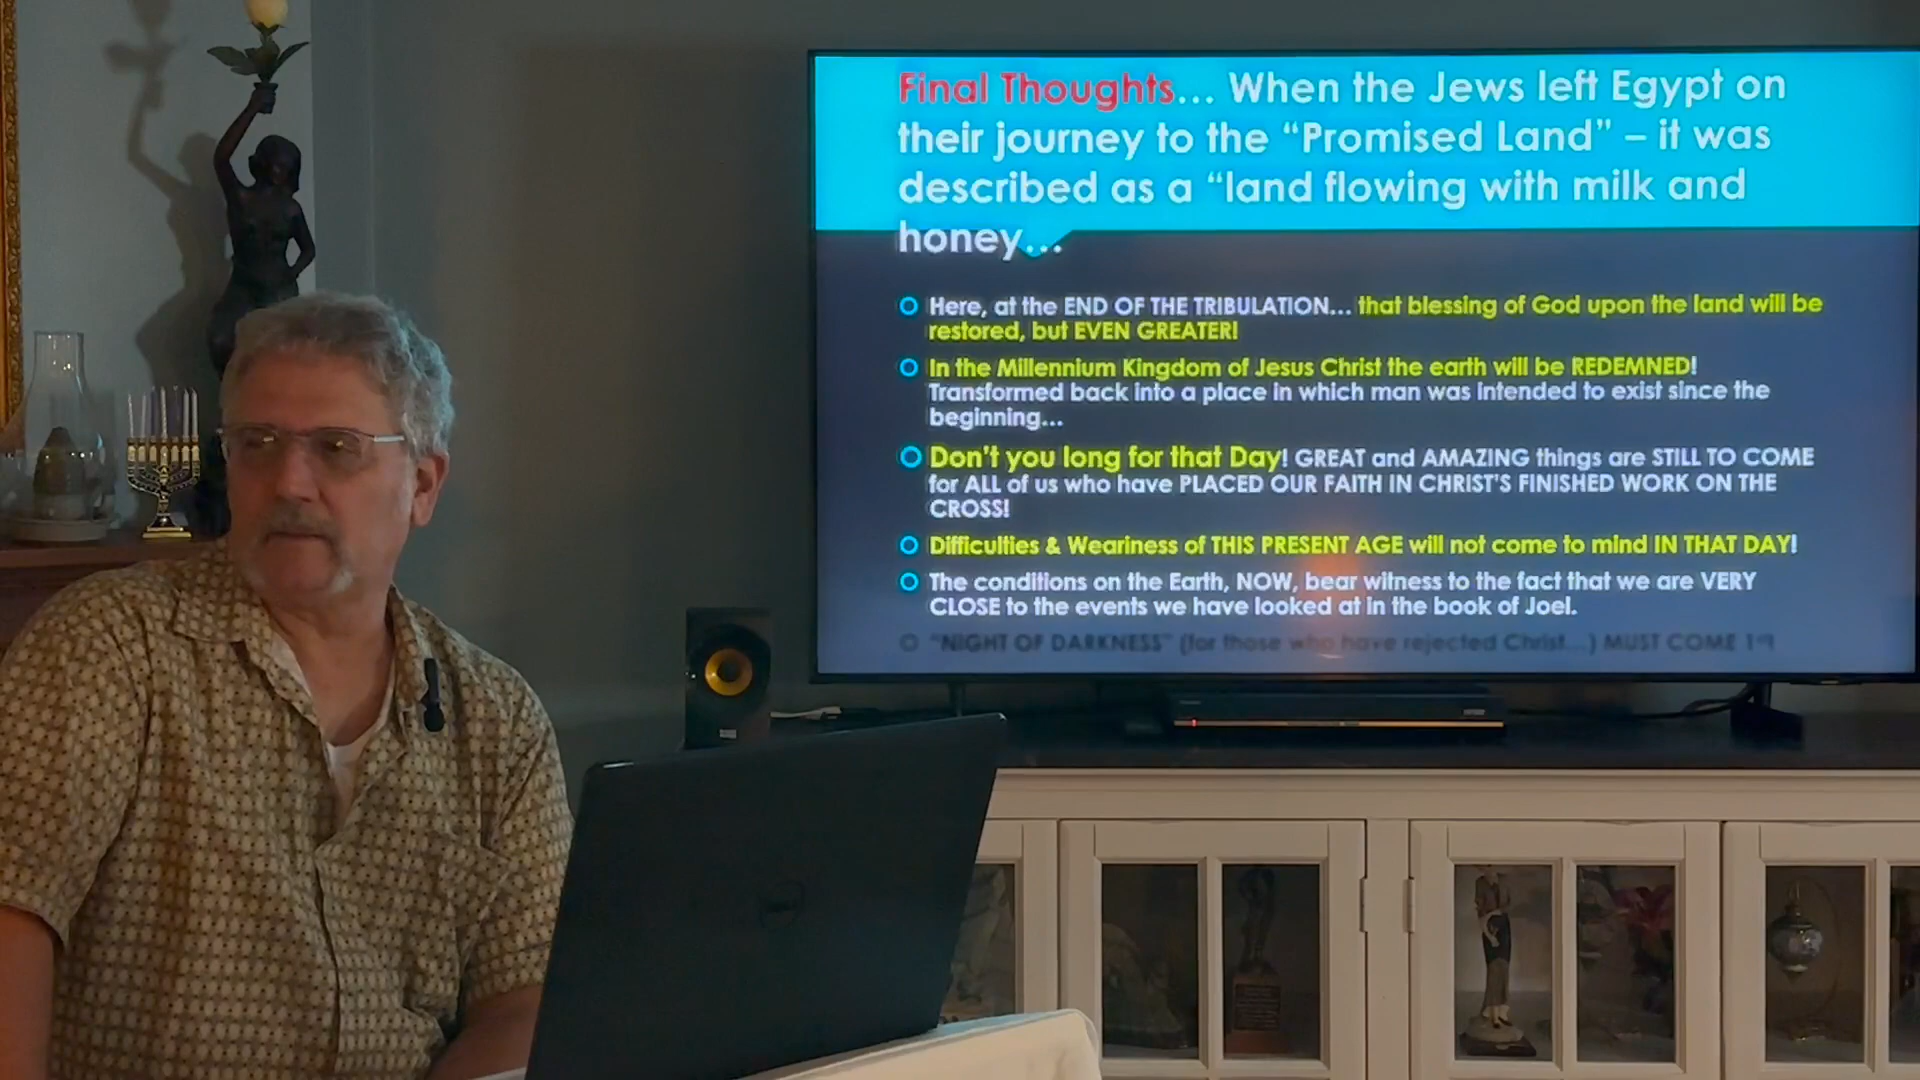 Final Thoughts... When the Jews left Egypt on
their journey to the “Promised Land” – it was
described as a “land flowing with milk and
honey...
Here, at the END OF THE TRIBULATION... that blessing of God upon the land will be
restored, but EVEN GREATER!
In the Millennium Kingdom of Jesus Christ the earth will be REDEMNED!
Transformed back into a place in which man was intended to exist since the
beginning...
Don't you long for that Day! GREAT and AMAZING things are STILL TO COME
for ALL of us who have PLACED OUR FAITH IN CHRIST'S FINISHED WORK ON THE
CROSS!
Difficulties & Weariness of THIS PRESENT AGE will not come to mind IN THAT DAY!
The conditions on the Earth, NOW, bear witness to the fact that we are VERY
CLOSE to the events we have looked at in the book of Joel.
“NIGHT OF DARKNESS” (for those who have rejected Christ...) MUST COME